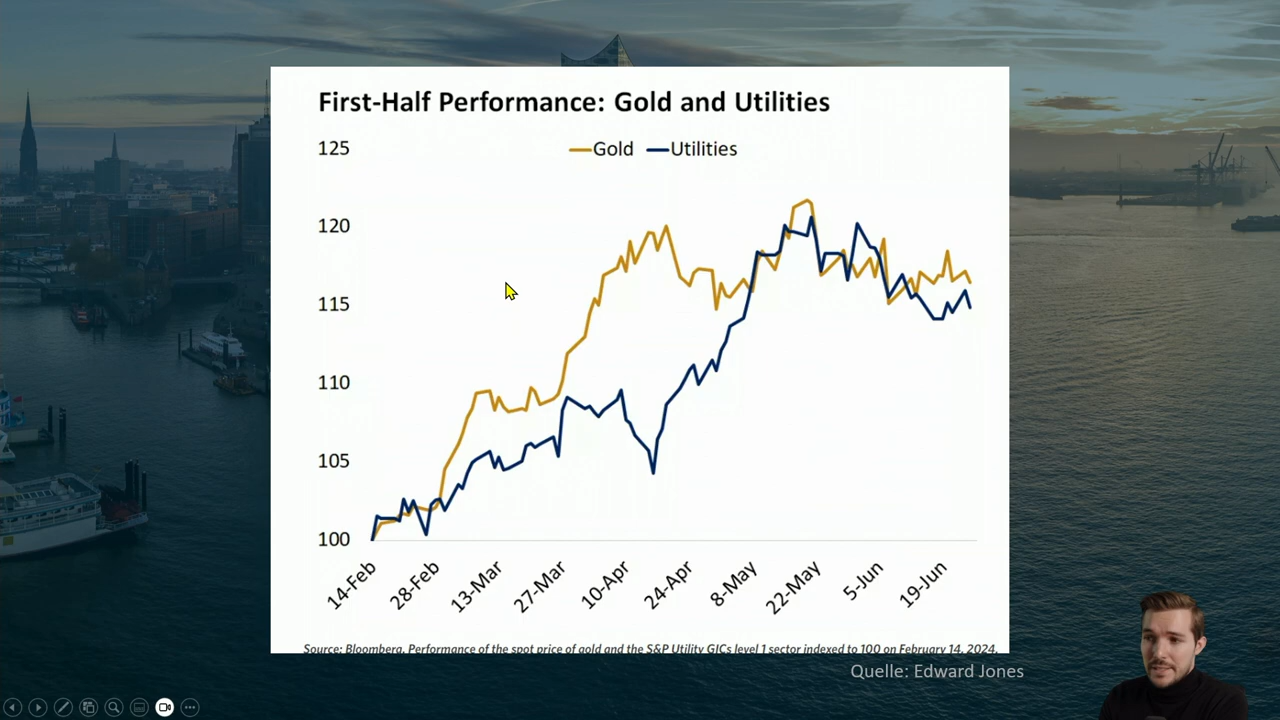 First-Half Performance: Gold and Utilities
Gold Utilities
125
120
115
110
105
100
14-Feb 28-Feb 13-Mar 27-Mar 10-Apr 24-Apr 8-May 22-May 5-Jun 19-Jun
Source: Bloomberg. Performance of the spot price of gold and the S&P Utility GICs level 1 sector indexed to 100 on February 14, 2024.
Quelle: Edward Jones